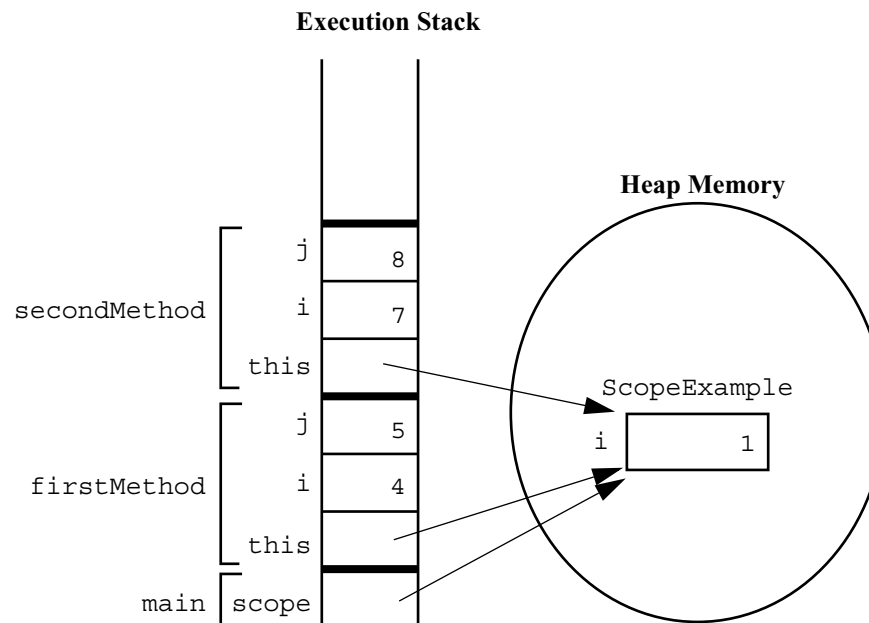 Execution Stack
Heap Memory
j 8
secondMethod i 7
this
ScopeExample
j 5
i 1
firstMethod i 4
this
main scope